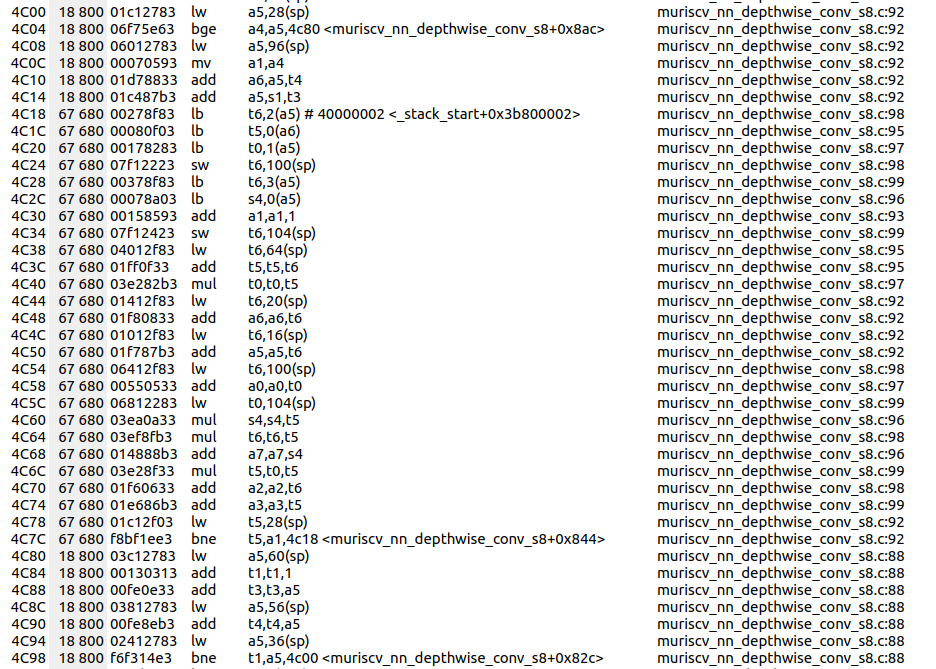 4C00 18 800 01c12783 lw a5,28(sp) muriscv_nn_depthwise_conv_s8.c:92
4C04 18 800 06f75e63 bge a4,a5,4c80 <muriscv_nn_depthwise_conv_s8+0x8ac> muriscv_nn_depthwise_conv_s8.c:92
4C08 18 800 06012783 lw a5,96(sp) muriscv_nn_depthwise_conv_s8.c:92
4C0C 18 800 00070593 mv a1,a4 muriscv_nn_depthwise_conv_s8.c:92
4C10 18 800 01d78833 add a6,a5,t4 muriscv_nn_depthwise_conv_s8.c:92
4C14 18 800 01c487b3 add a5,s1,t3 muriscv_nn_depthwise_conv_s8.c:92
4C18 67 680 00278f83 lb t6,2(a5) # 40000002 <_stack_start+0x3b800002> muriscv_nn_depthwise_conv_s8.c:98
4C1C 67 680 00080f03 lb t5,0(a6) muriscv_nn_depthwise_conv_s8.c:95
4C20 67 680 00178283 lb t0,1(a5) muriscv_nn_depthwise_conv_s8.c:97
4C24 67 680 07f12223 sw t6,100(sp) muriscv_nn_depthwise_conv_s8.c:98
4C28 67 680 00378f83 lb t6,3(a5) muriscv_nn_depthwise_conv_s8.c:99
4C2C 67 680 00078a03 lb s4,0(a5) muriscv_nn_depthwise_conv_s8.c:96
4C30 67 680 00158593 add a1,a1,1 muriscv_nn_depthwise_conv_s8.c:93
4C34 67 680 07f12423 sw t6,104(sp) muriscv_nn_depthwise_conv_s8.c:99
4C38 67 680 04012f83 lw t6,64(sp) muriscv_nn_depthwise_conv_s8.c:95
4C3C 67 680 01ff0f33 add t5,t5,t6 muriscv_nn_depthwise_conv_s8.c:95
4C40 67 680 03e282b3 mul t0,t0,t5 muriscv_nn_depthwise_conv_s8.c:97
4C44 67 680 01412f83 lw t6,20(sp) muriscv_nn_depthwise_conv_s8.c:92
4C48 67 680 01f80833 add a6,a6,t6 muriscv_nn_depthwise_conv_s8.c:92
4C4C 67 680 01012f83 lw t6,16(sp) muriscv_nn_depthwise_conv_s8.c:92
4C50 67 680 01f787b3 add a5,a5,t6 muriscv_nn_depthwise_conv_s8.c:92
4C54 67 680 06412f83 lw t6,100(sp) muriscv_nn_depthwise_conv_s8.c:98
4C58 67 680 00550533 add a0,a0,t0 muriscv_nn_depthwise_conv_s8.c:97
4C5C 67 680 06812283 lw t0,104(sp) muriscv_nn_depthwise_conv_s8.c:99
4C60 67 680 03ea0a33 mul s4,s4,t5 muriscv_nn_depthwise_conv_s8.c:96
4C64 67 680 03ef8fb3 mul t6,t6,t5 muriscv_nn_depthwise_conv_s8.c:98
4C68 67 680 014888b3 add a7,a7,s4 muriscv_nn_depthwise_conv_s8.c:96
4C6C 67 680 03e28f33 mul t5,t0,t5 muriscv_nn_depthwise_conv_s8.c:99
4C70 67 680 01f60633 add a2,a2,t6 muriscv_nn_depthwise_conv_s8.c:98
4C74 67 680 01e686b3 add a3,a3,t5 muriscv_nn_depthwise_conv_s8.c:99
4C78 67 680 01c12f03 lw t5,28(sp) muriscv_nn_depthwise_conv_s8.c:92
4C7C 67 680 f8bf1ee3 bne t5,a1,4c18 <muriscv_nn_depthwise_conv_s8+0x844> muriscv_nn_depthwise_conv_s8.c:92
4C80 18 800 03c12783 lw a5,60(sp) muriscv_nn_depthwise_conv_s8.c:88
4C84 18 800 00130313 add t1,t1,1 muriscv_nn_depthwise_conv_s8.c:88
4C88 18 800 00fe0e33 add t3,t3,a5 muriscv_nn_depthwise_conv_s8.c:88
4C8C 18 800 03812783 lw a5,56(sp) muriscv_nn_depthwise_conv_s8.c:88
4C90 18 800 00fe8eb3 add t4,t4,a5 muriscv_nn_depthwise_conv_s8.c:88
4C94 18 800 02412783 lw a5,36(sp) muriscv_nn_depthwise_conv_s8.c:88
4C98 18 800 f6f314e3 bne t1,a5,4c00 <muriscv_nn_depthwise_conv_s8+0x82c> muriscv_nn_depthwise_conv_s8.c:88